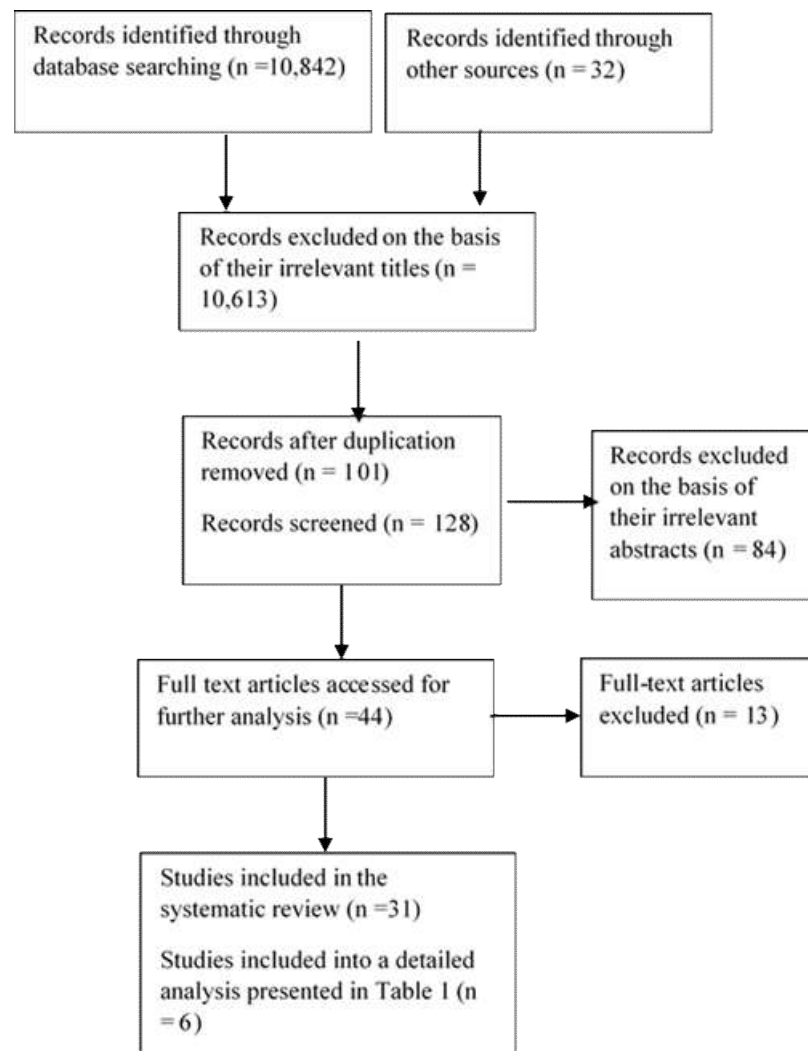 Records identified through
database searching (n =10,842)
Records identified through
other sources (n = 32)
Records excluded on the basis
of their irrelevant titles (n =
10,613)
Records after duplication
removed (n = 101)
Records screened (n = 128)
Records excluded
on the basis of
their irrelevant
abstracts (n = 84)
Full text articles accessed for
further analysis (n =44)
Full-text articles
excluded (n = 13)
Studies included in the
systematic review (n =31)
Studies included into a detailed
analysis presented in Table 1 (n
= 6)